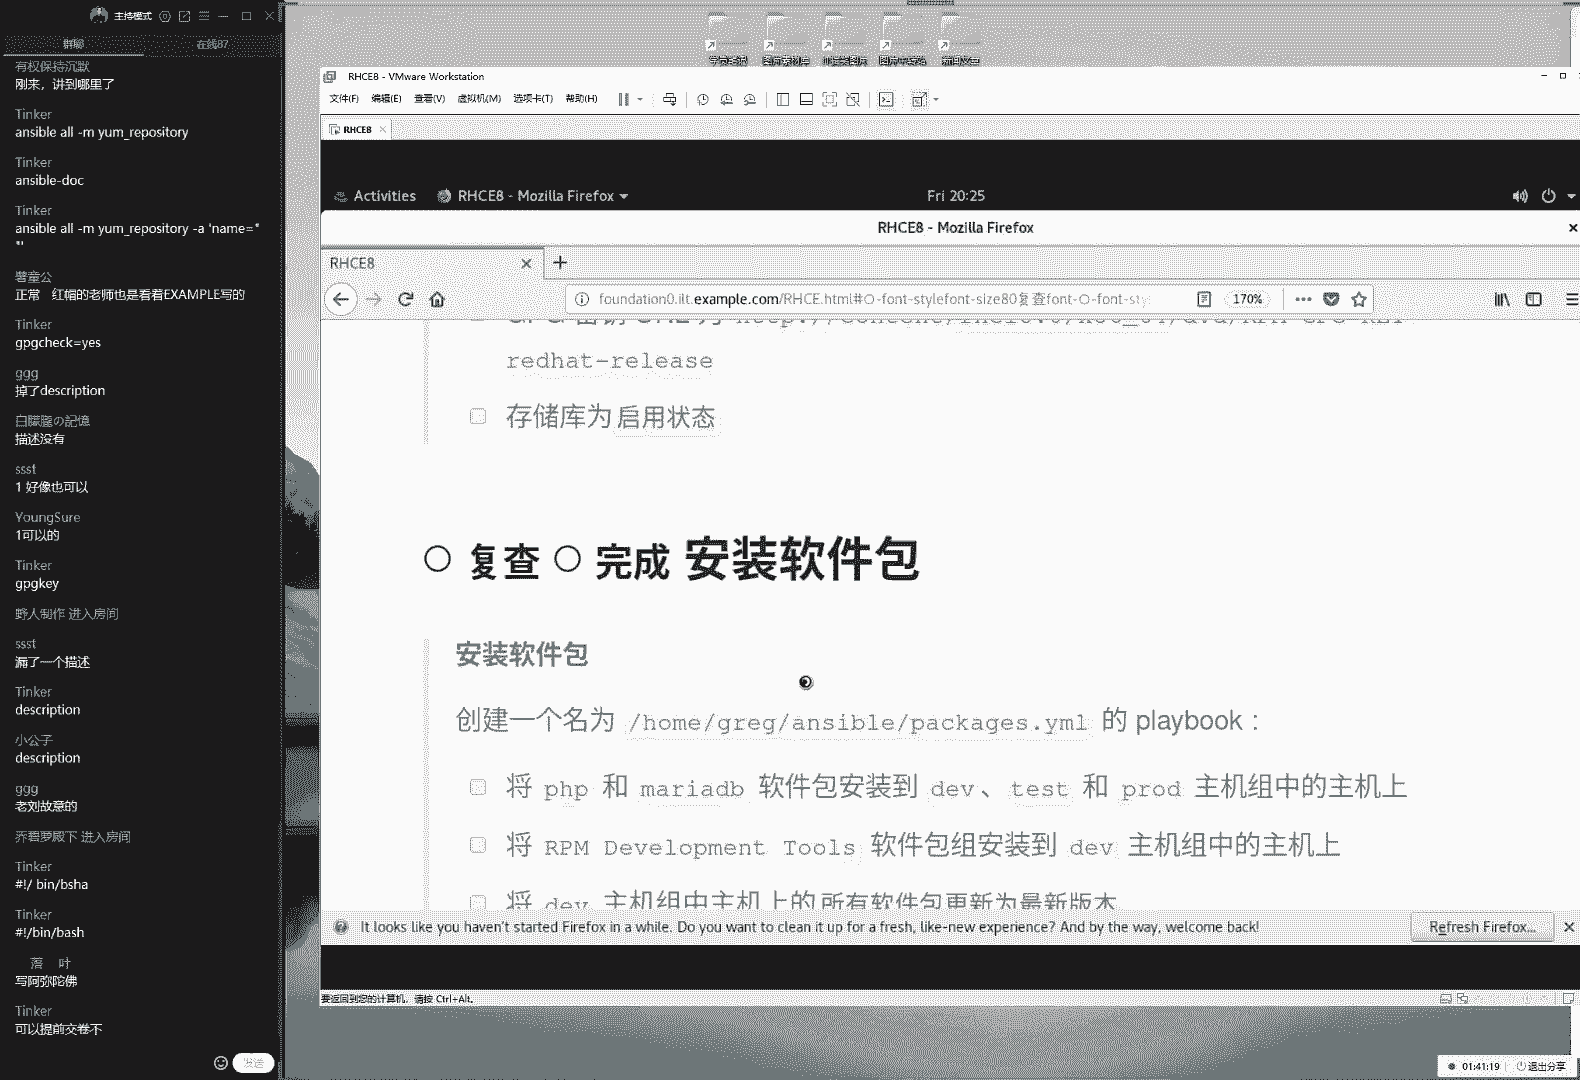 主持模式
群聊
在线87
有权保持沉默
刚来，讲到哪里了
Tinker
ansible all -m yum_repository
Tinker
ansible-doc
Tinker
ansible all -m yum_repository -a 'name="
"'
馨童公
正常 红帽的老师也是看着EXAMPLE写的
Tinker
gpgcheck=yes
ggg
掉了description
白朦胧の記憶
描述没有
ssst
1 好像也可以
YoungSure
1可以的
Tinker
gpgkey
野人制作 进入房间
ssst
漏了一个描述
Tinker
description
小公子
description
ggg
老刘故意的
乔碧萝殿下 进入房间
Tinker
#!/ bin/bsha
Tinker
#!/bin/bash
落 叶
写阿弥陀佛
Tinker
可以提前交卷不
发送
RHCE8 - VMware Workstation
文件(F) 编辑(E) 查看(V) 虚拟机(M) 选项卡(T) 帮助(H)
RHCE8
Activities RHCE8 - Mozilla Firefox Fri 20:25
RHCE8 - Mozilla Firefox
RHCE8
foundation0.ilt.example.com/RHCE.html#O-font-stylefont-size80复查font-O-font-sty
170%
redhat-release
存储库为 启用状态
复查 完成 安装软件包
安装软件包
创建一个名为 /home/greg/ansible/packages.yml 的 playbook :
将 php 和 mariadb 软件包安装到 dev、test 和 prod 主机组中的主机上
将 RPM Development Tools 软件包组安装到 dev 主机组中的主机上
将 dev 主机组中主机上的 所有软件包更新为最新版本
It looks like you haven't started Firefox in a while. Do you want to clean it up for a fresh, like-new experience? And by the way, welcome back!
Refresh Firefox...
要返回到您的计算机，请按 Ctrl+Alt。
01:41:19 退出分享